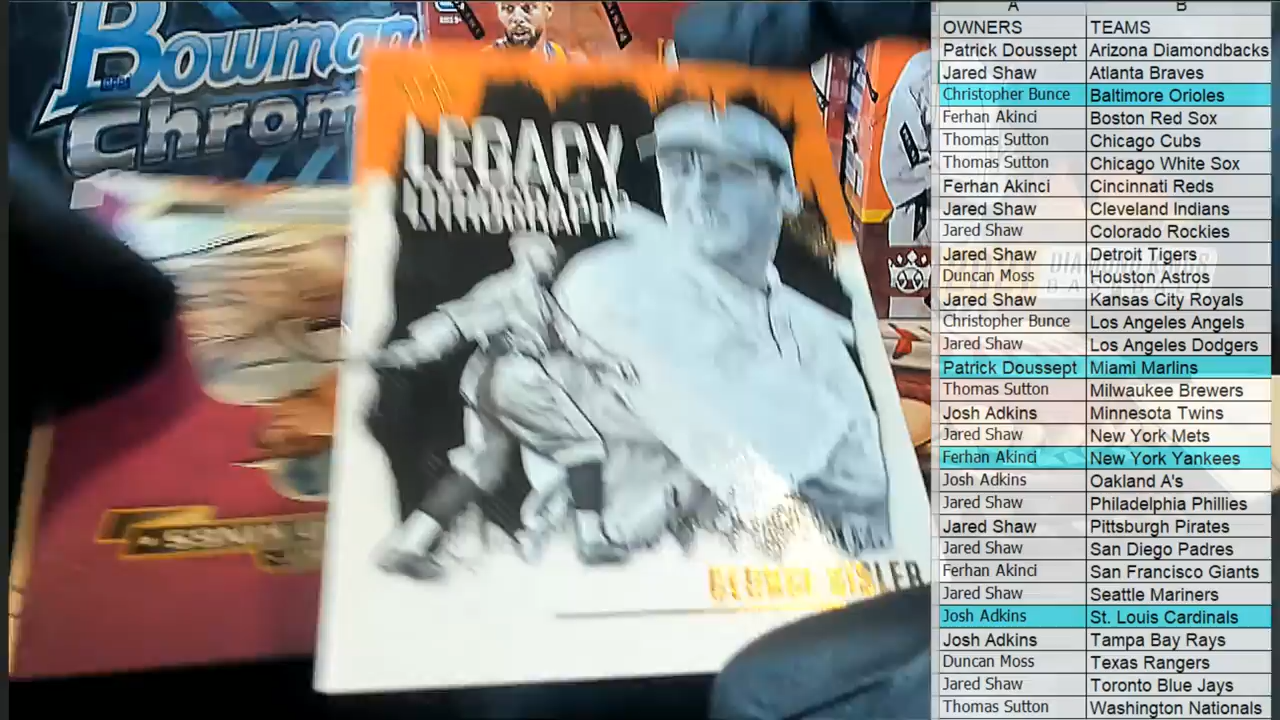 Bowman
Chrom
LEGACY
LITHOGRAPHS
GEORGE SISLER
DIAMOND KINGS
BASEBALL
A B
OWNERS TEAMS
Patrick Doussept Arizona Diamondbacks
Jared Shaw Atlanta Braves
Christopher Bunce Baltimore Orioles
Ferhan Akinci Boston Red Sox
Thomas Sutton Chicago Cubs
Thomas Sutton Chicago White Sox
Ferhan Akinci Cincinnati Reds
Jared Shaw Cleveland Indians
Jared Shaw Colorado Rockies
Jared Shaw Detroit Tigers
Duncan Moss Houston Astros
Jared Shaw Kansas City Royals
Christopher Bunce Los Angeles Angels
Jared Shaw Los Angeles Dodgers
Patrick Doussept Miami Marlins
Thomas Sutton Milwaukee Brewers
Josh Adkins Minnesota Twins
Jared Shaw New York Mets
Ferhan Akinci New York Yankees
Josh Adkins Oakland A's
Jared Shaw Philadelphia Phillies
Jared Shaw Pittsburgh Pirates
Jared Shaw San Diego Padres
Ferhan Akinci San Francisco Giants
Jared Shaw Seattle Mariners
Josh Adkins St. Louis Cardinals
Josh Adkins Tampa Bay Rays
Duncan Moss Texas Rangers
Jared Shaw Toronto Blue Jays
Thomas Sutton Washington Nationals